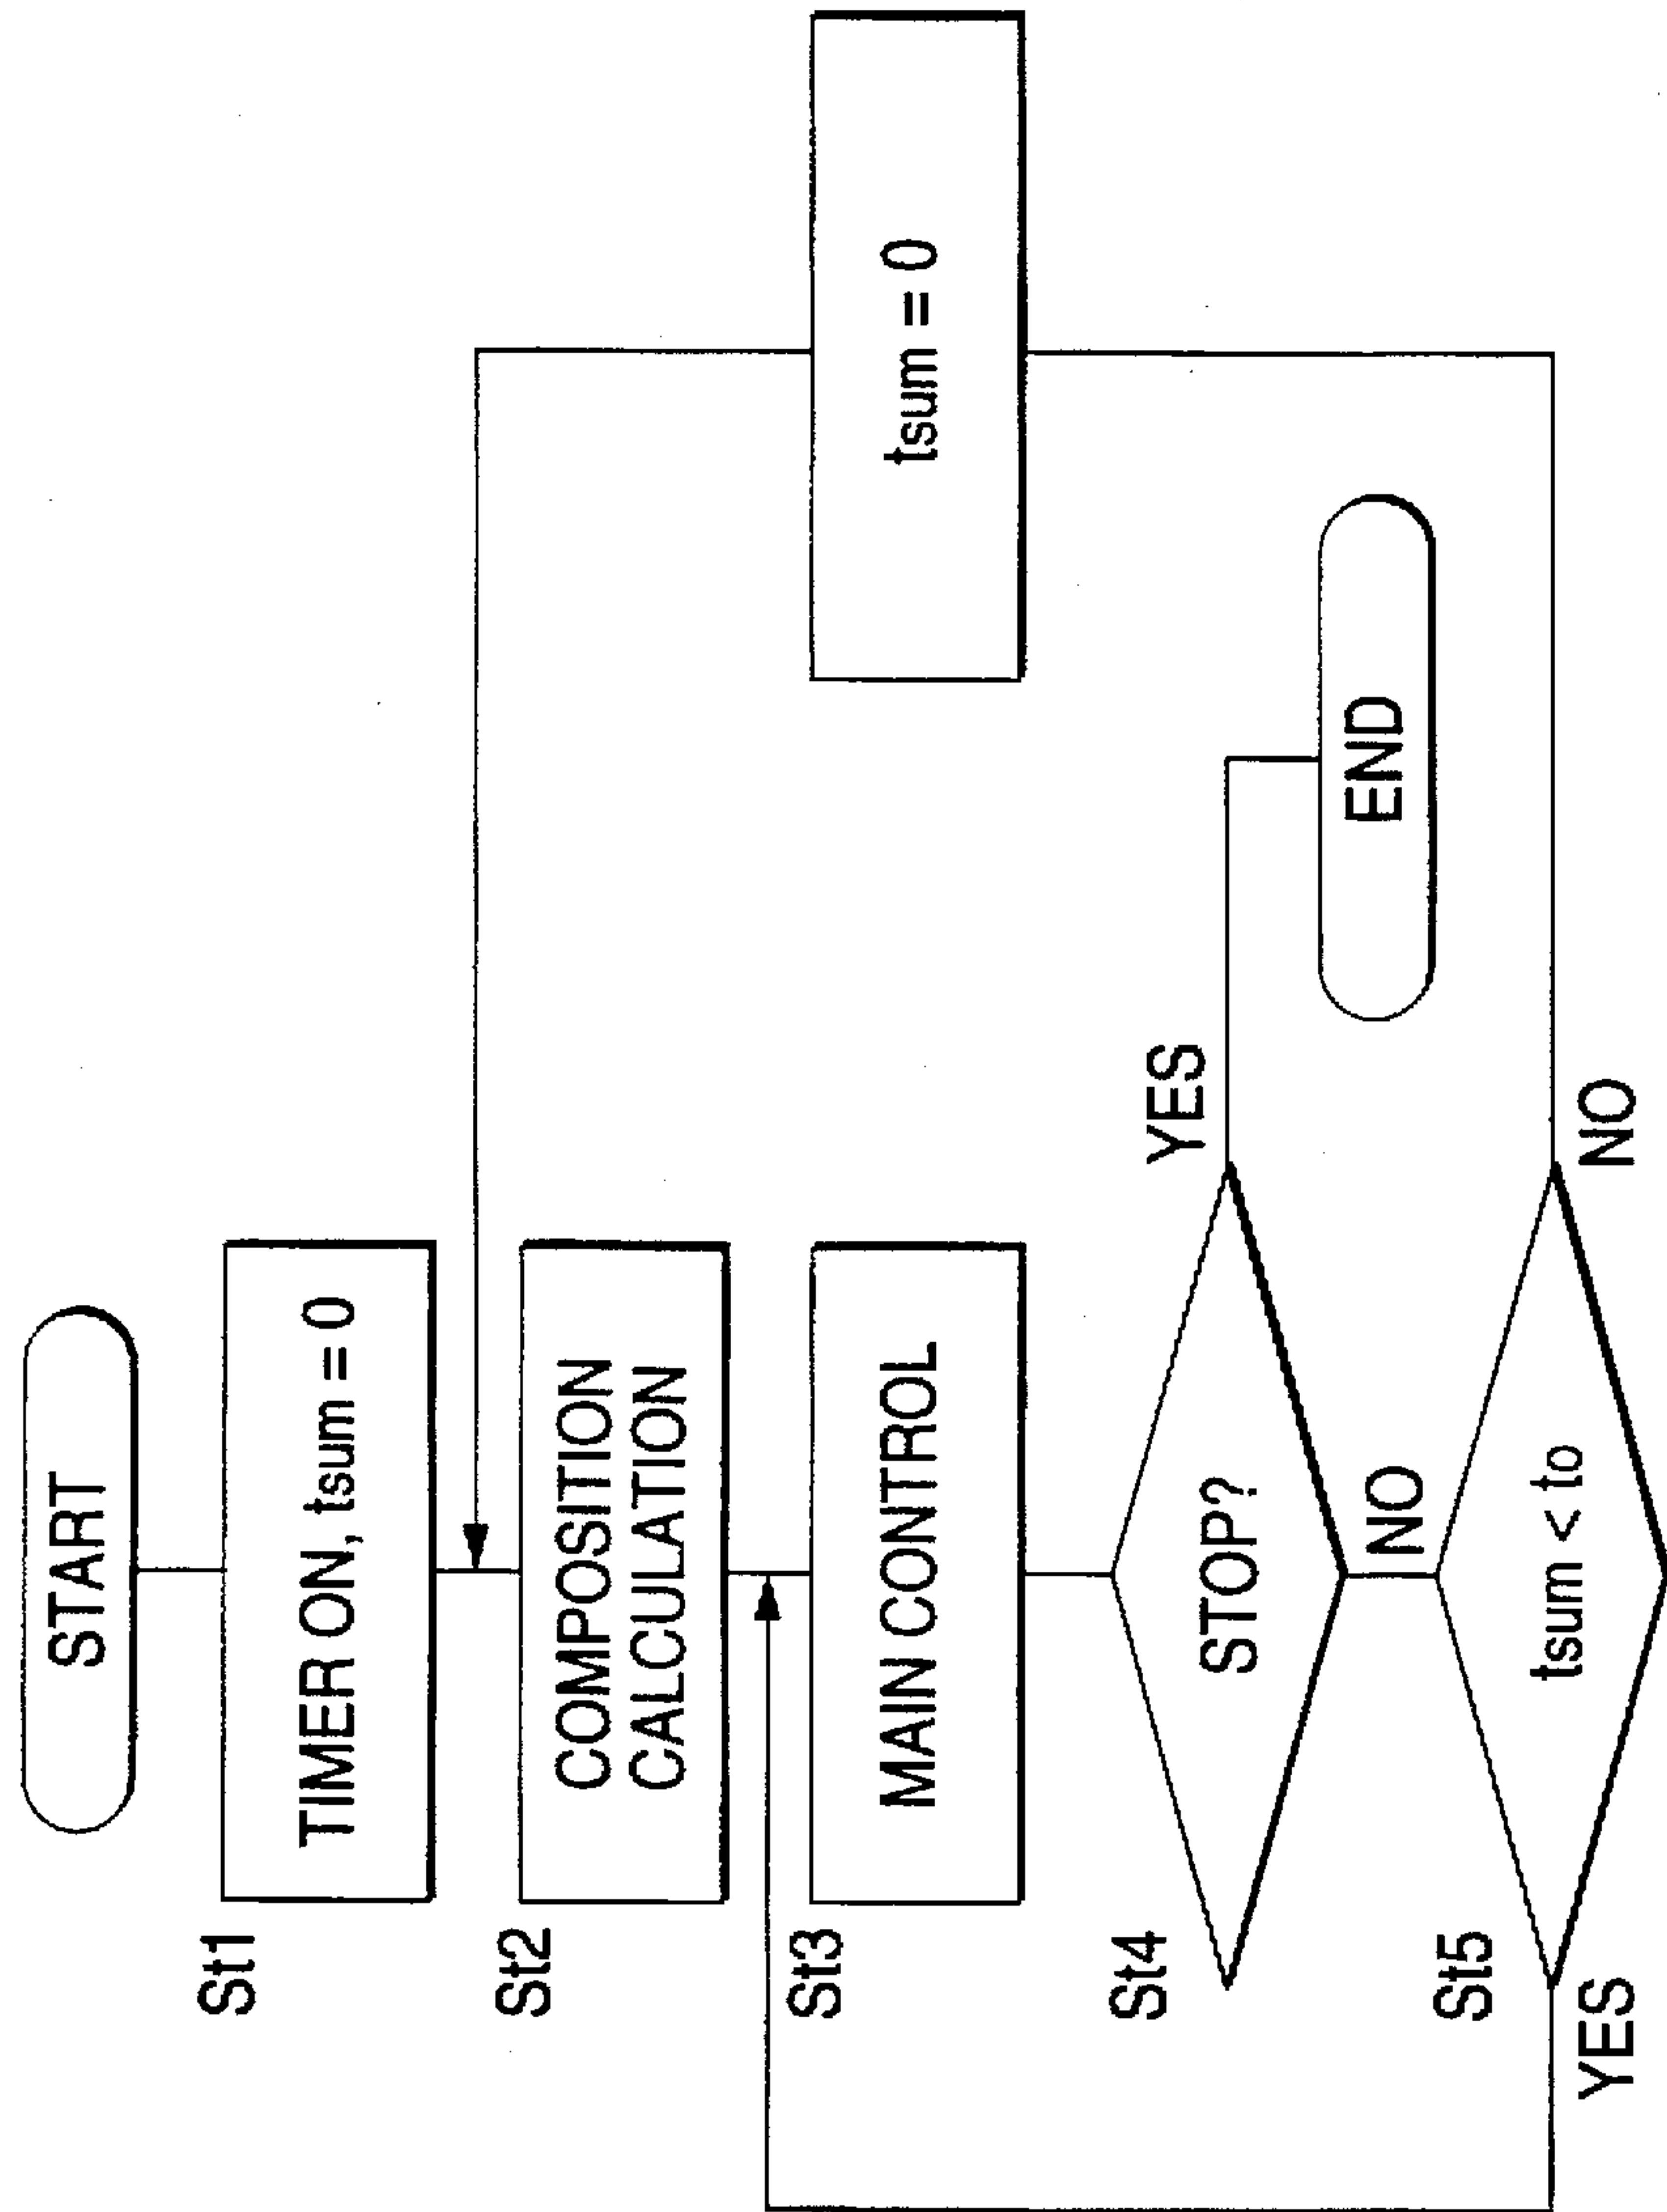 START
St1
TIMER ON, tsum = 0
St2
COMPOSITION
CALCULATION
St3
MAIN CONTROL
tsum = 0
St4
STOP?
YES
END
NO
St5
tsum < to
YES
NO